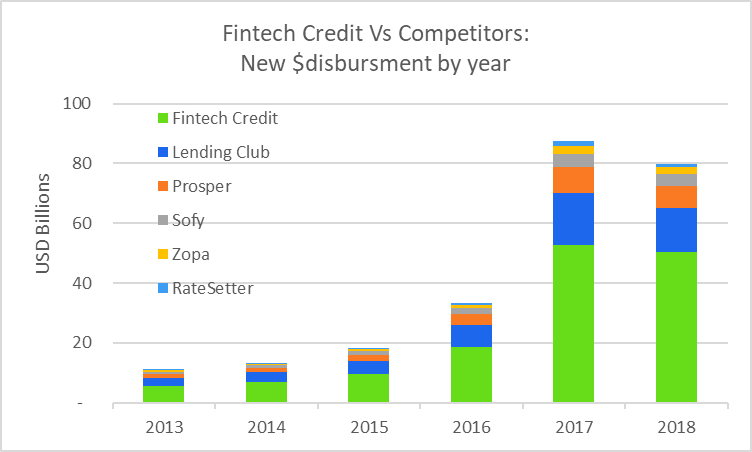 Fintech Credit Vs Competitors:
New $disbursment by year
USD Billions
100
80
60
40
20
-
Fintech Credit
Lending Club
Prosper
Sofy
Zopa
RateSetter
2013 2014 2015 2016 2017 2018